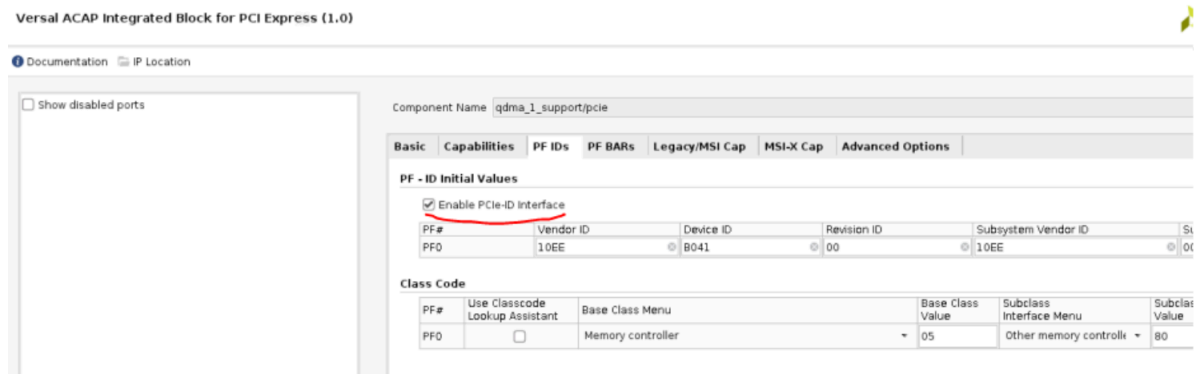 Versal ACAP Integrated Block for PCI Express (1.0)
Documentation IP Location
Show disabled ports
Component Name qdma_1_support/pcie
Basic Capabilities PF IDs PF BARs Legacy/MSI Cap MSI-X Cap Advanced Options
PF - ID Initial Values
Enable PCIe-ID Interface
PF# Vendor ID Device ID Revision ID Subsystem Vendor ID Su
PF0 10EE B041 00 10EE 00
Class Code
PF# Use Classcode Lookup Assistant Base Class Menu Base Class Value Subclass Interface Menu Subclas Value
PF0 Memory controller 05 Other memory controlle 80